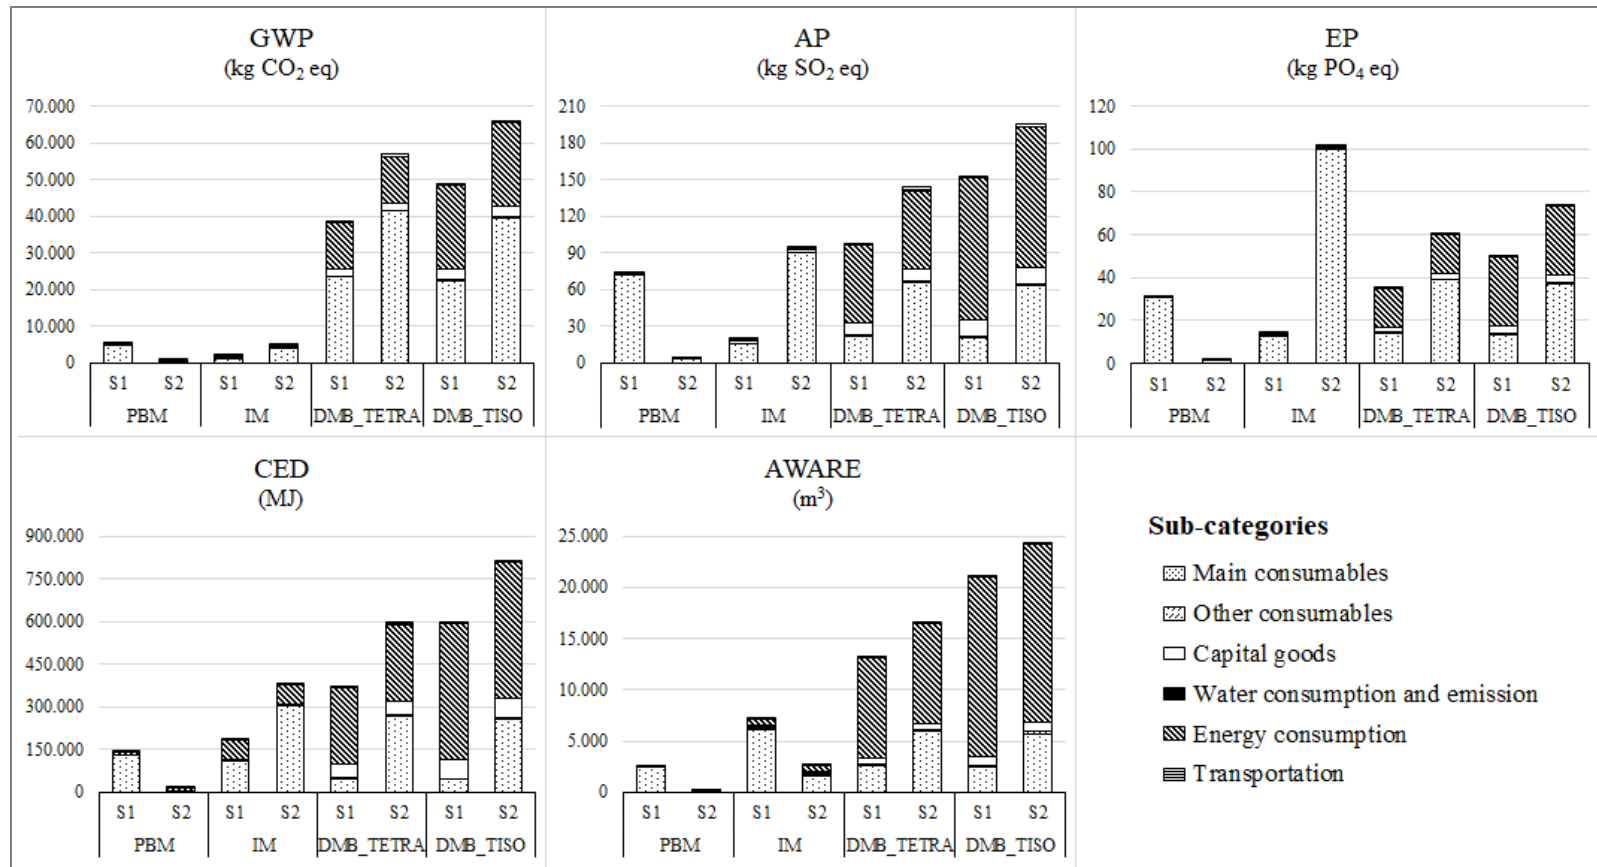 GWP
(kg CO₂ eq)
70.000
60.000
50.000
40.000
30.000
20.000
10.000
0
S1 S2 S1 S2 S1 S2 S1 S2
PBM IM DMB_TETRA DMB_TISO
AP
(kg SO₂ eq)
210
180
150
120
90
60
30
0
S1 S2 S1 S2 S1 S2 S1 S2
PBM IM DMB_TETRA DMB_TISO
EP
(kg PO₄ eq)
120
100
80
60
40
20
0
S1 S2 S1 S2 S1 S2 S1 S2
PBM IM DMB_TETRA DMB_TISO
CED
(MJ)
900.000
750.000
600.000
450.000
300.000
150.000
0
S1 S2 S1 S2 S1 S2 S1 S2
PBM IM DMB_TETRA DMB_TISO
AWARE
(m³)
25.000
20.000
15.000
10.000
5.000
0
S1 S2 S1 S2 S1 S2 S1 S2
PBM IM DMB_TETRA DMB_TISO
Sub-categories
Main consumables
Other consumables
Capital goods
Water consumption and emission
Energy consumption
Transportation